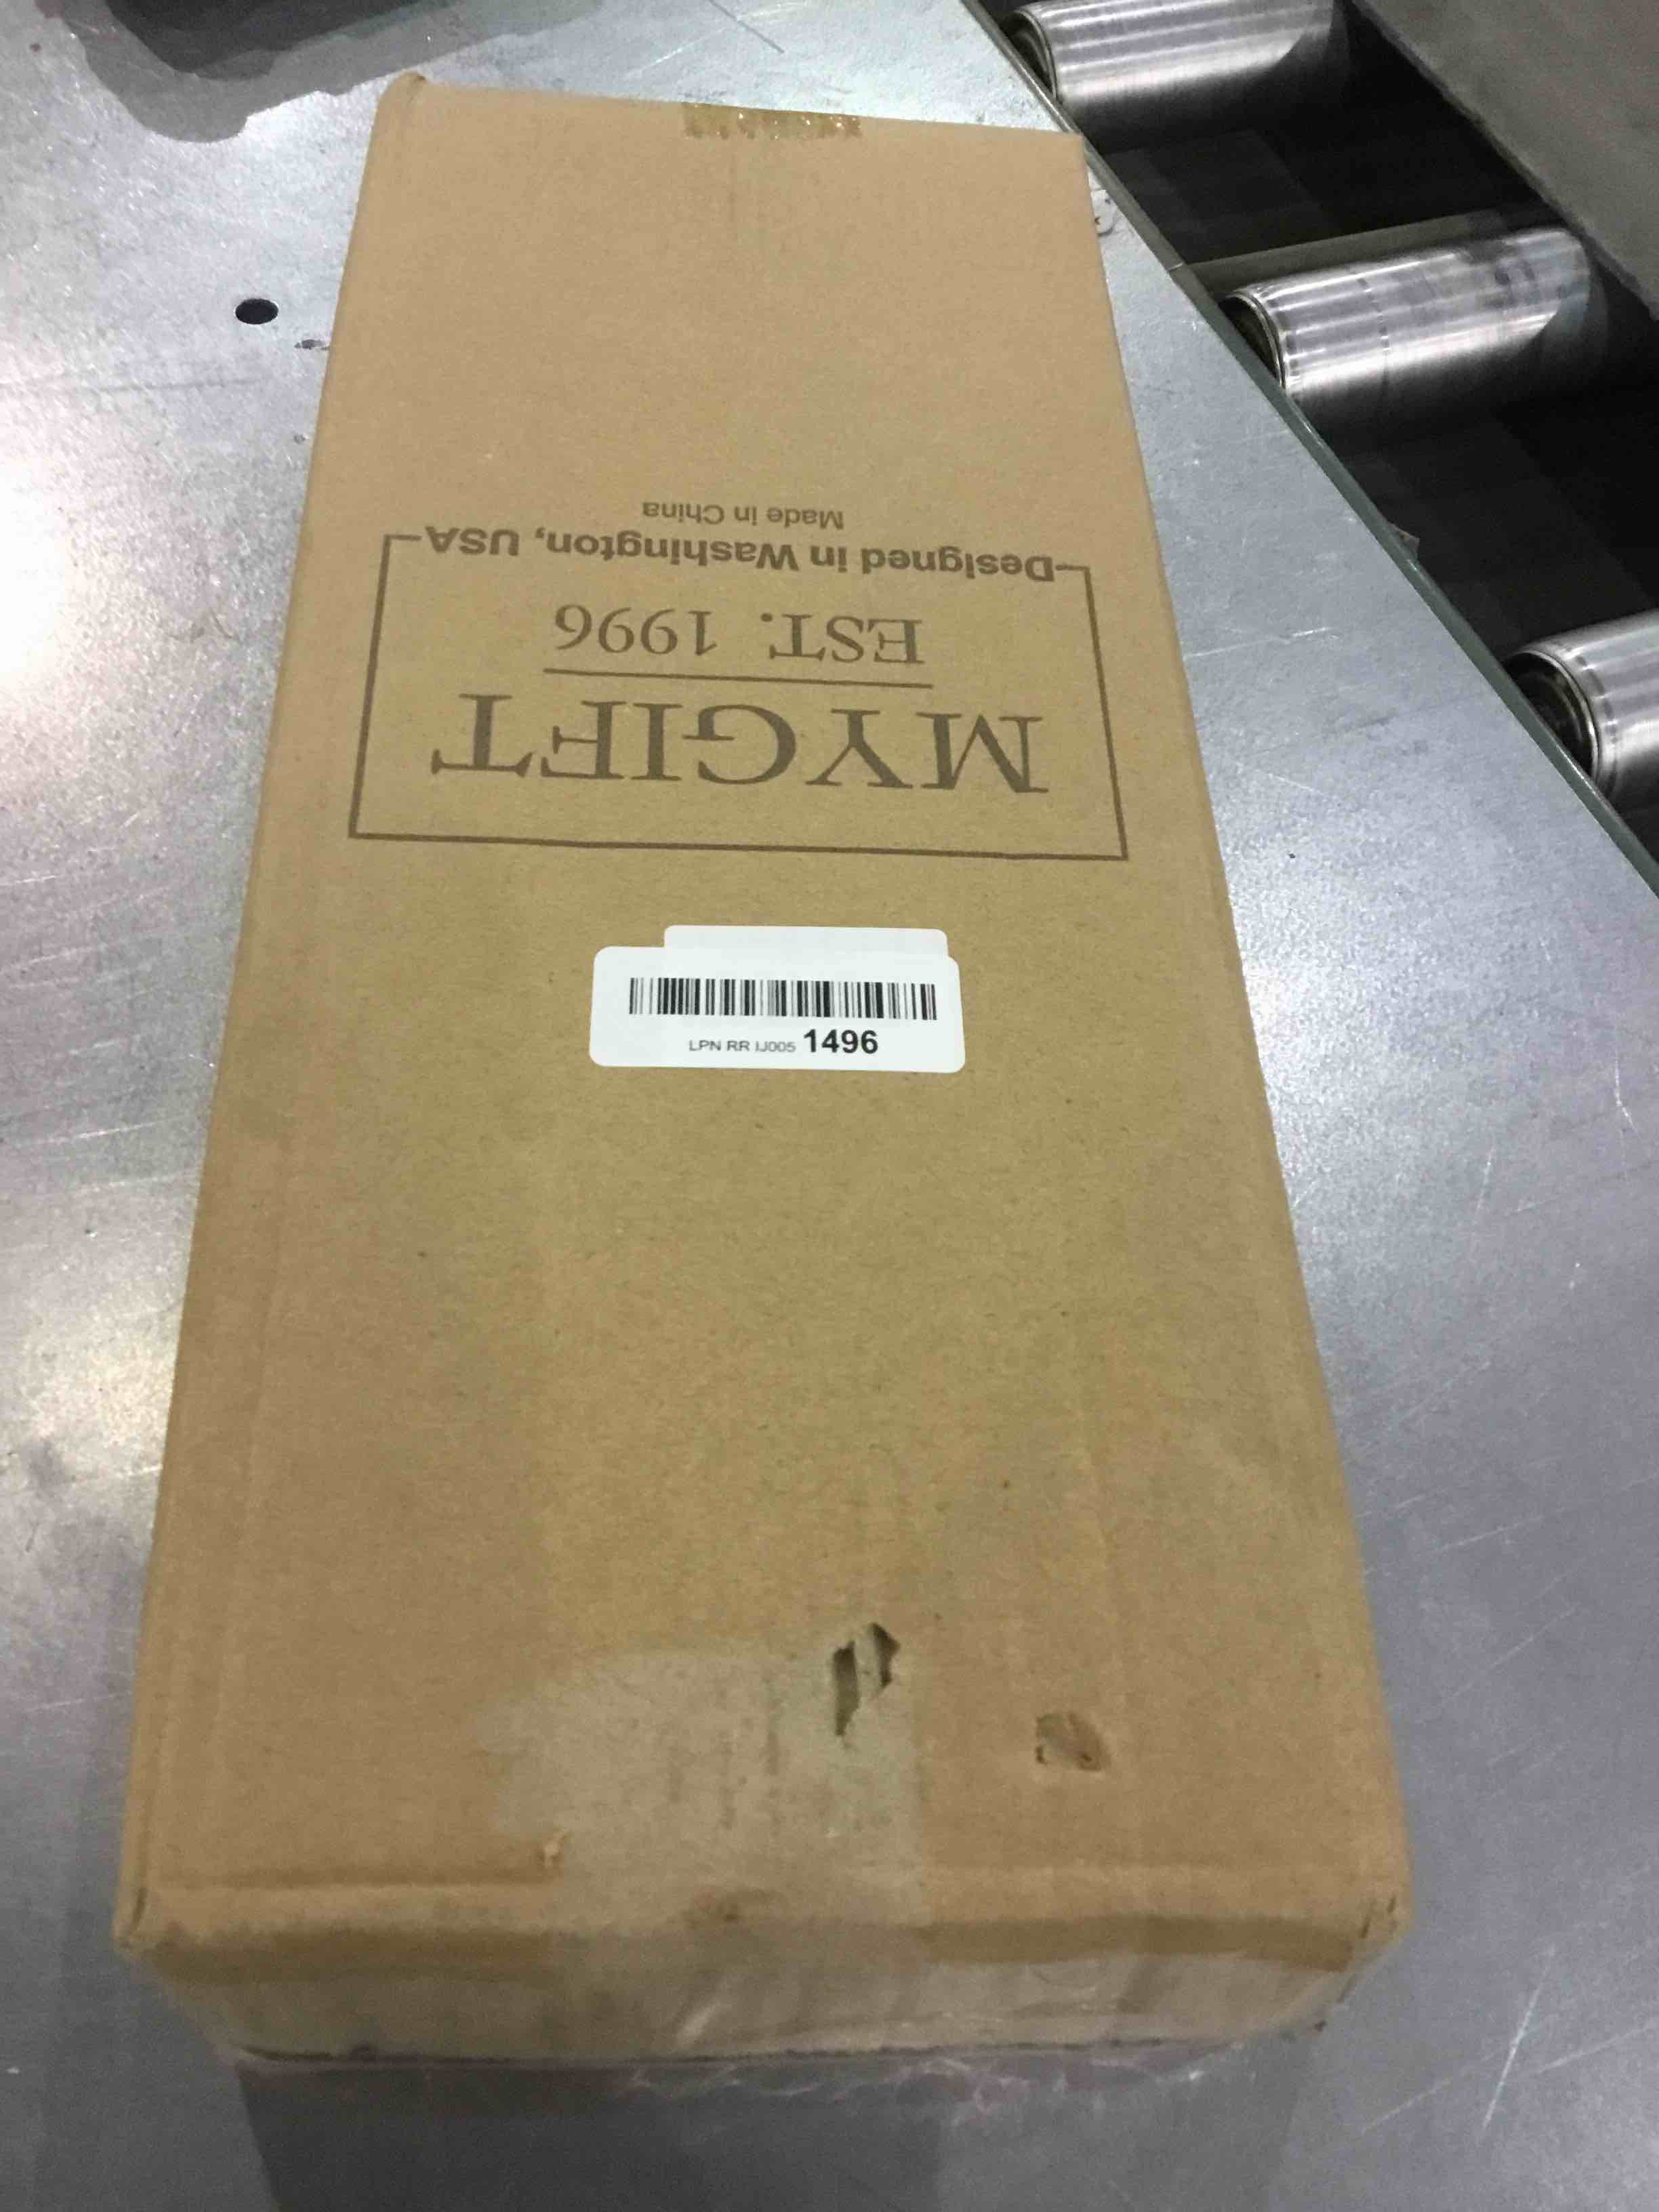 MYGIFT
EST. 1996
Designed in Washington, USA
Made in China
LPN RR IJ005 1496